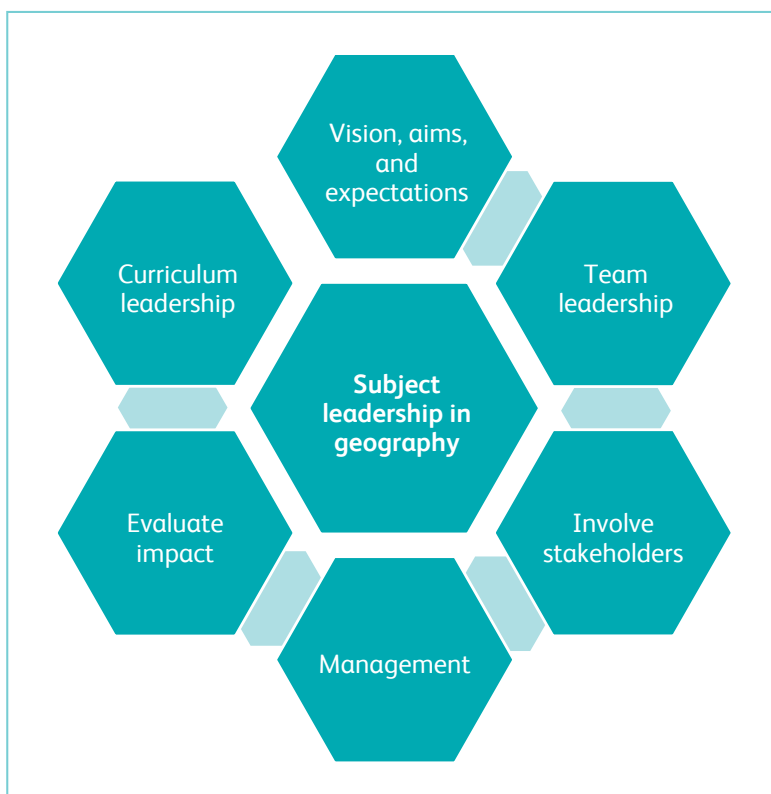 Vision, aims,
and
expectations
Team
leadership
Involve
stakeholders
Management
Evaluate
impact
Curriculum
leadership
Subject
leadership in
geography